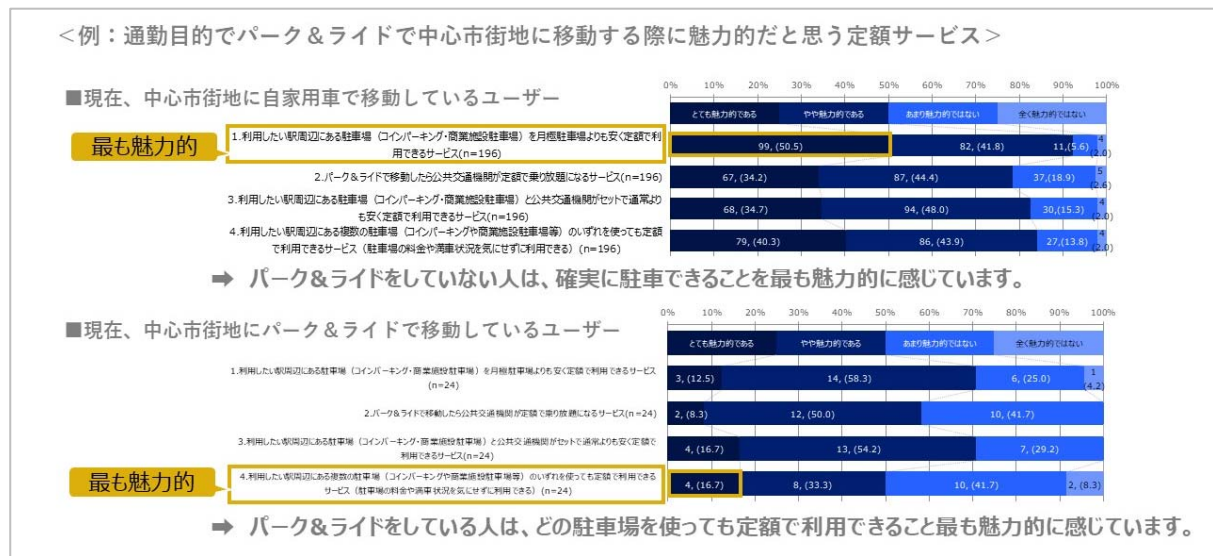 ＜例：通勤目的でパーク＆ライドで中心市街地に移動する際に魅力的だと思う定額サービス＞
■現在、中心市街地に自家用車で移動しているユーザー
0% 10% 20% 30% 40% 50% 60% 70% 80% 90% 100%
とても魅力的である やや魅力的である あまり魅力的ではない 全く魅力的ではない
最も魅力的
1.利用したい駅周辺にある駐車場（コインパーキング・商業施設駐車場）を月極駐車場よりも安く定額で利
用できるサービス(n=196)
99, (50.5) 82, (41.8) 11,(5.6) 4 (2.0)
2.パーク&ライドで移動したら公共交通機関が定額で乗り放題になるサービス(n=196)
67, (34.2) 87, (44.4) 37,(18.9) 5 (2.6)
3.利用したい駅周辺にある駐車場（コインパーキング・商業施設駐車場）と公共交通機関がセットで通常より
も安く定額で利用できるサービス(n=196)
68, (34.7) 94, (48.0) 30,(15.3) 4 (2.0)
4.利用したい駅周辺にある複数の駐車場（コインパーキングや商業施設駐車場等）のいずれを使っても定額
で利用できるサービス（駐車場の料金や満車状況を気にせずに利用できる）(n=196)
79, (40.3) 86, (43.9) 27,(13.8) 4 (2.0)
➡ パーク&ライドをしていない人は、確実に駐車できることを最も魅力的に感じています。
■現在、中心市街地にパーク＆ライドで移動しているユーザー
0% 10% 20% 30% 40% 50% 60% 70% 80% 90% 100%
とても魅力的である やや魅力的である あまり魅力的ではない 全く魅力的ではない
1.利用したい駅周辺にある駐車場（コインパーキング・商業施設駐車場）を月極駐車場よりも安く定額で利用できるサービス
(n=24)
3, (12.5) 14, (58.3) 6, (25.0) 1 (4.2)
2.パーク&ライドで移動したら公共交通機関が定額で乗り放題になるサービス(n=24)
2, (8.3) 12, (50.0) 10, (41.7)
3.利用したい駅周辺にある駐車場（コインパーキング・商業施設駐車場）と公共交通機関がセットで通常よりも安く定額で
利用できるサービス(n=24)
4, (16.7) 13, (54.2) 7, (29.2)
最も魅力的
4.利用したい駅周辺にある複数の駐車場（コインパーキングや商業施設駐車場等）のいずれを使っても定額で利用できる
サービス（駐車場の料金や満車状況を気にせずに利用できる）(n=24)
4, (16.7) 8, (33.3) 10, (41.7) 2, (8.3)
➡ パーク&ライドをしている人は、どの駐車場を使っても定額で利用できること最も魅力的に感じています。